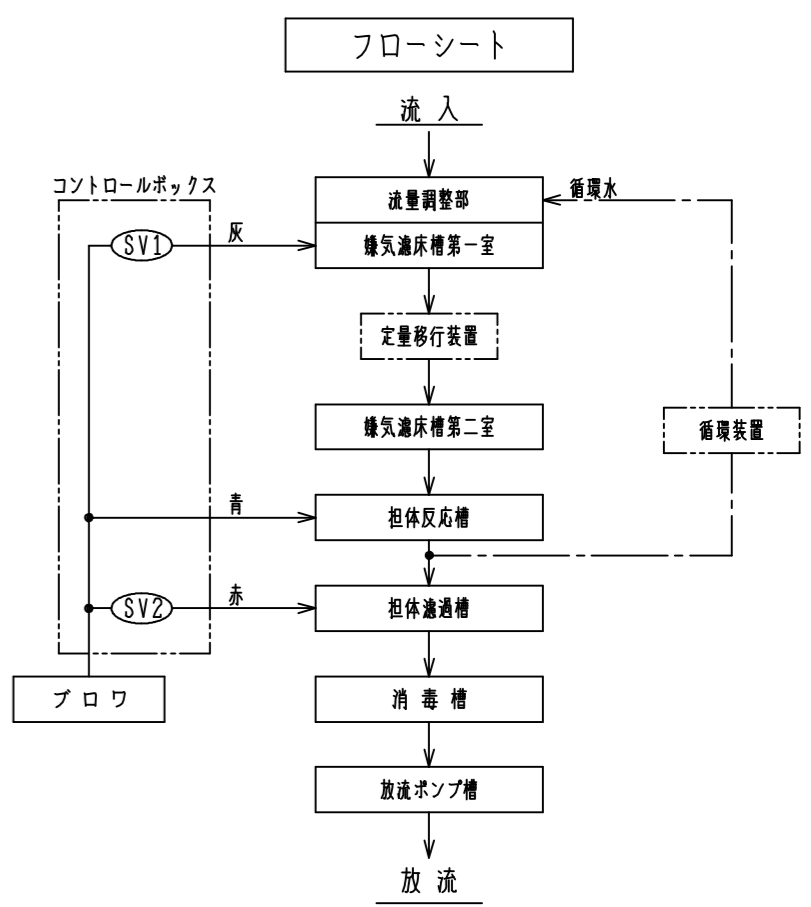 フローシート
流入
コントロールボックス
流量調整部
循環水
SV1
灰
嫌気濾床槽第一室
定量移行装置
嫌気濾床槽第二室
循環装置
青
担体反応槽
SV2
赤
担体濾過槽
ブロワ
消毒槽
放流ポンプ槽
放流